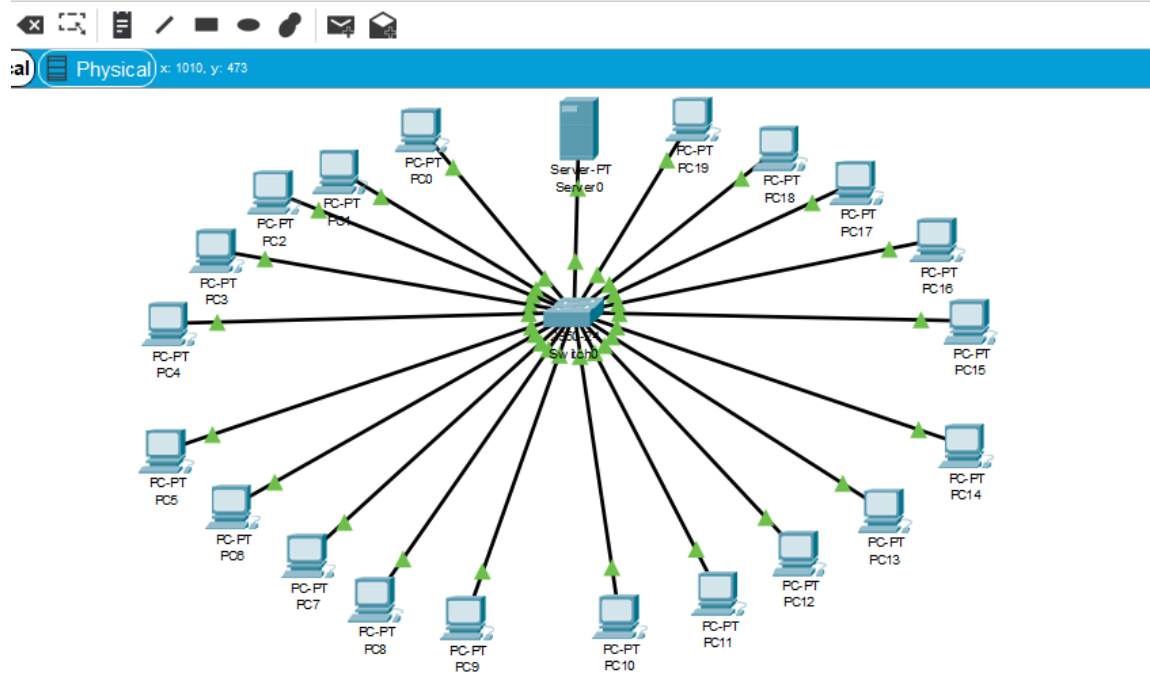 al
Physical x: 1010, y: 473
PC-PT
PC0
Server-PT
Server0
PC-PT
PC19
PC-PT
PC18
PC-PT
PC1
PC-PT
PC17
PC-PT
PC2
PC-PT
PC16
PC-PT
PC3
PC-PT
PC4
Switch0
PC-PT
PC15
PC-PT
PC5
PC-PT
PC14
PC-PT
PC6
PC-PT
PC13
PC-PT
PC7
PC-PT
PC12
PC-PT
PC8
PC-PT
PC11
PC-PT
PC9
PC-PT
PC10